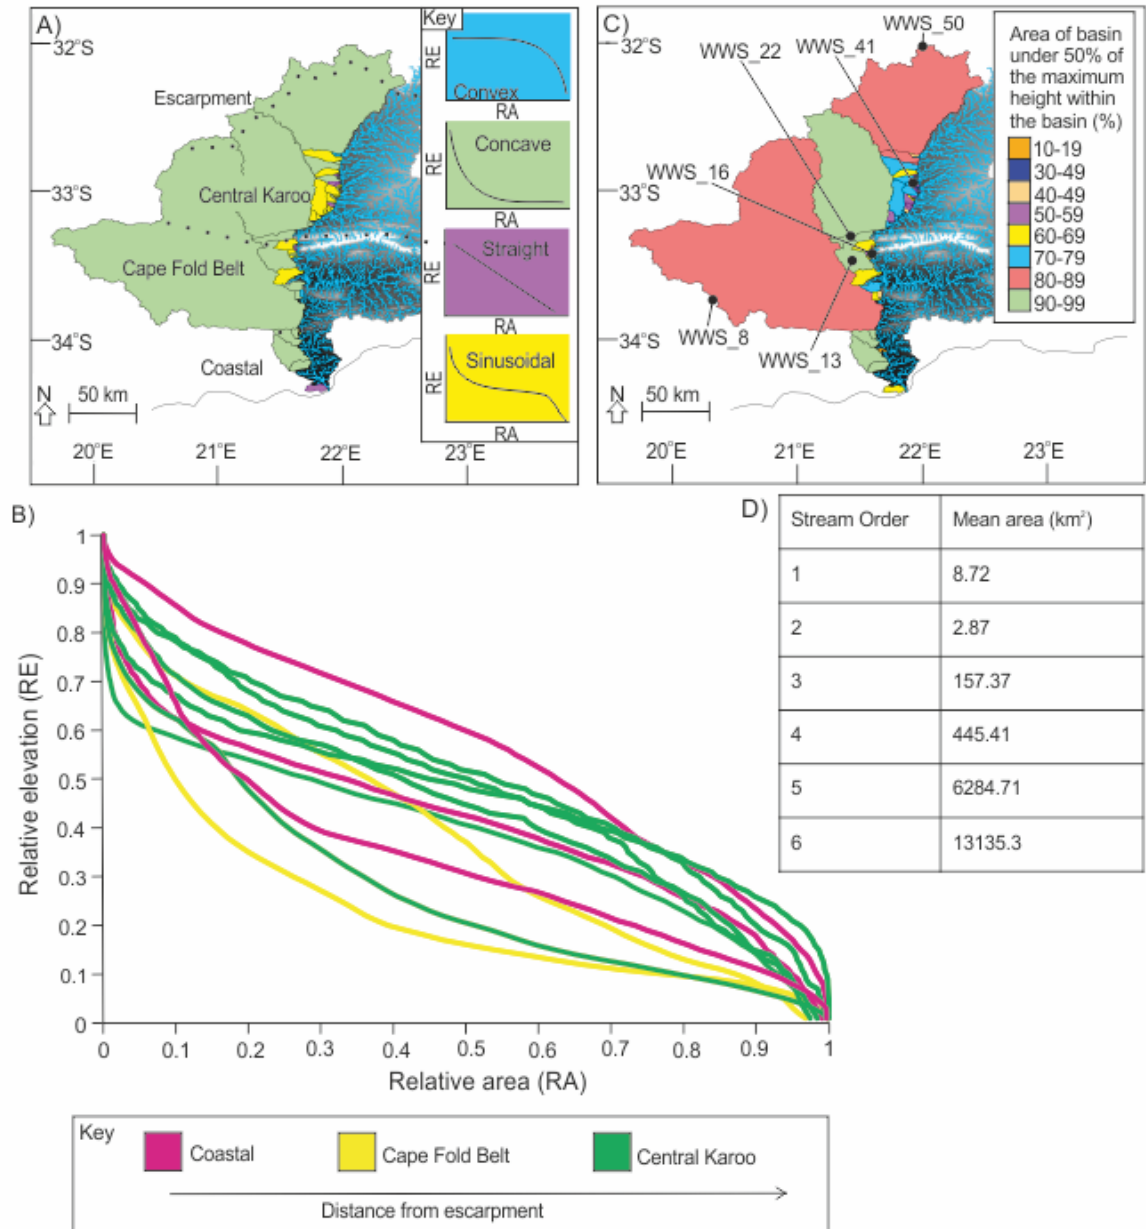 A)
32°S
33°S
34°S
Escarpment
Central Karoo
Cape Fold Belt
Coastal
N
50 km
20°E
21°E
22°E
23°E
Key
RE
Convex
RA
RE
Concave
RA
RE
Straight
RA
RE
Sinusoidal
RA
C)
32°S
33°S
34°S
WWS_50
WWS_41
WWS_22
WWS_16
WWS_8
WWS_13
N
50 km
20°E
21°E
22°E
23°E
Area of basin
under 50% of
the maximum
height within
the basin (%)
10-19
30-49
40-49
50-59
60-69
70-79
80-89
90-99
B)
Relative elevation (RE)
1
0.9
0.8
0.7
0.6
0.5
0.4
0.3
0.2
0.1
0
0 0.1 0.2 0.3 0.4 0.5 0.6 0.7 0.8 0.9 1
Relative area (RA)
Key
Coastal
Cape Fold Belt
Central Karoo
Distance from escarpment
D)
Stream Order Mean area (km²)
1 8.72
2 2.87
3 157.37
4 445.41
5 6284.71
6 13135.3